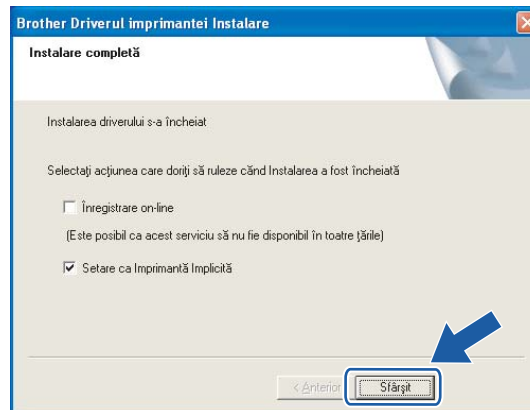 Brother Driverul imprimantei Instalare
Instalare completă
Instalarea driverului s-a încheiat
Selectaţi acţiunea care doriţi să ruleze cănd Instalarea a fost încheiată
Înregistrare on-line
(Este posibil ca acest serviciu să nu fie disponibil în toatre ţările)
Setare ca Imprimantă Implicită
< Anterior
Sfârşit